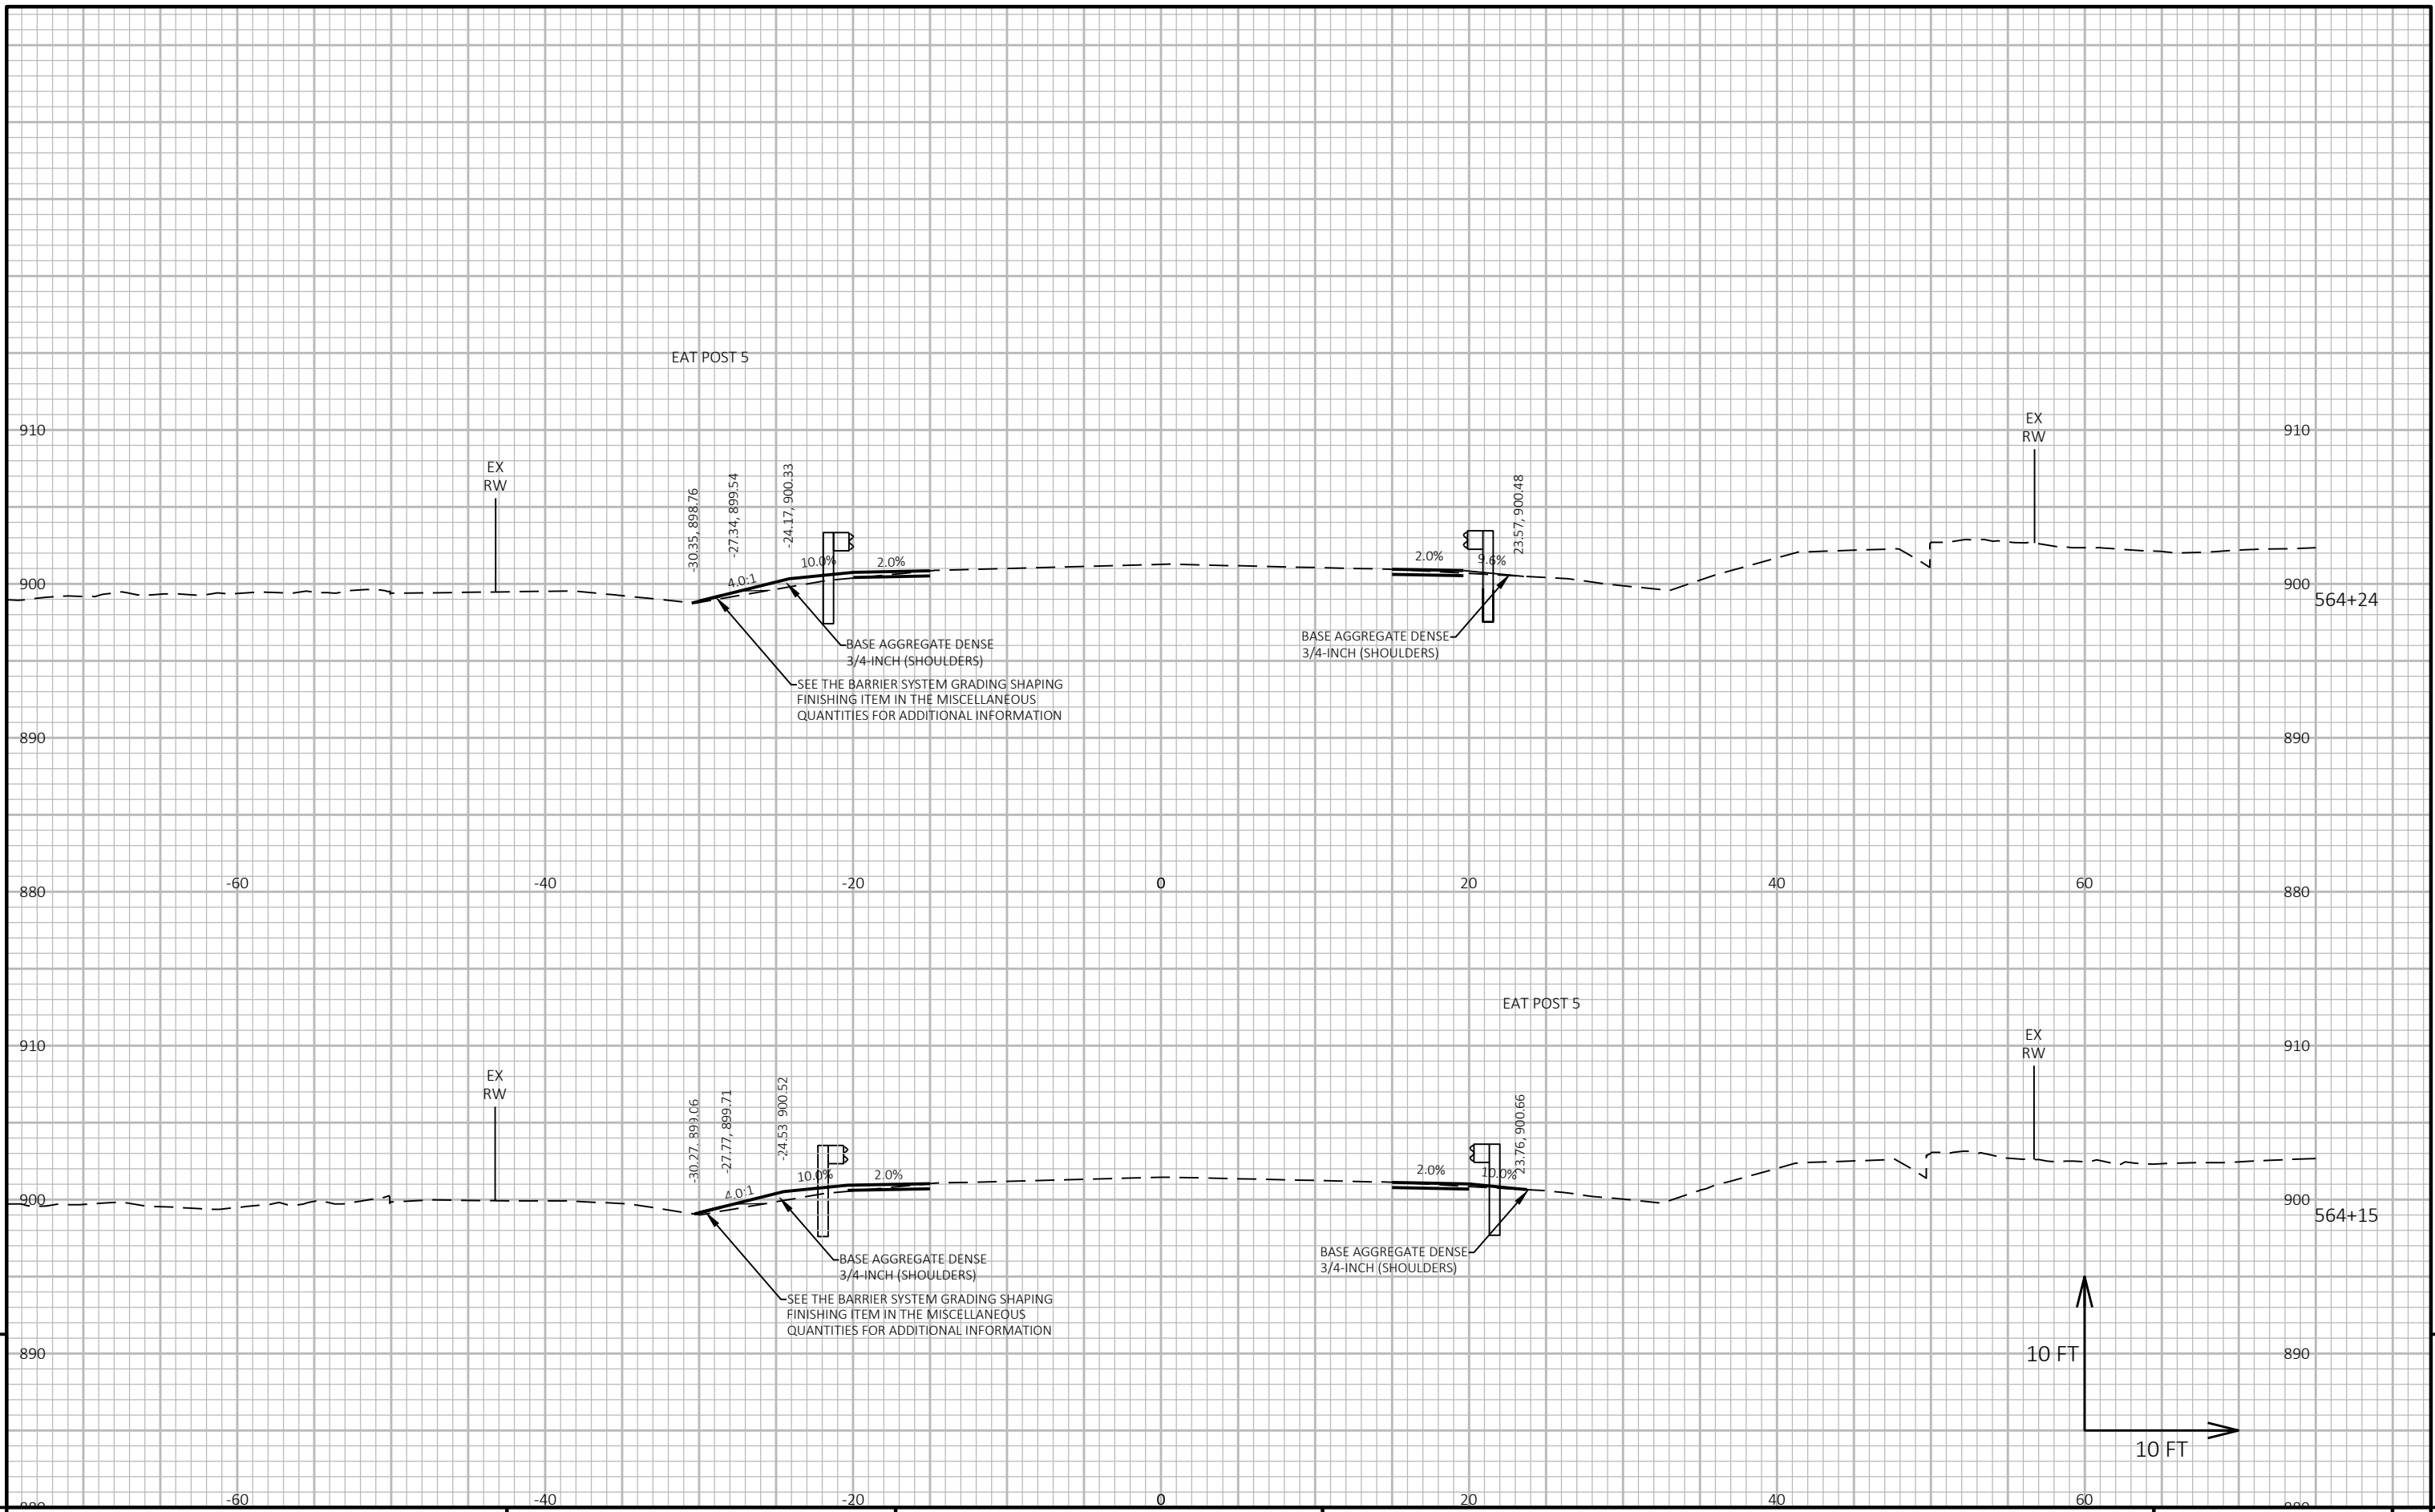 EAT POST 5
910
910
EX
RW
EX
RW
-30.35, 898.76
-27.34, 899.54
-24.17, 900.33
23.57, 900.48
4.0:1
10.0%
2.0%
2.0%
9.6%
900
900
564+24
BASE AGGREGATE DENSE
3/4-INCH (SHOULDERS)
BASE AGGREGATE DENSE
3/4-INCH (SHOULDERS)
SEE THE BARRIER SYSTEM GRADING SHAPING
FINISHING ITEM IN THE MISCELLANEOUS
QUANTITIES FOR ADDITIONAL INFORMATION
890
890
-60
-40
-20
0
20
40
60
880
880
EAT POST 5
910
910
EX
RW
EX
RW
-30.27, 899.06
-27.77, 899.71
-24.53 900.52
23.76, 900.66
4.0:1
10.0%
2.0%
2.0%
10.0%
900
900
564+15
BASE AGGREGATE DENSE
3/4-INCH (SHOULDERS)
BASE AGGREGATE DENSE
3/4-INCH (SHOULDERS)
SEE THE BARRIER SYSTEM GRADING SHAPING
FINISHING ITEM IN THE MISCELLANEOUS
QUANTITIES FOR ADDITIONAL INFORMATION
890
890
10 FT
10 FT
-60
-40
-20
0
20
40
60